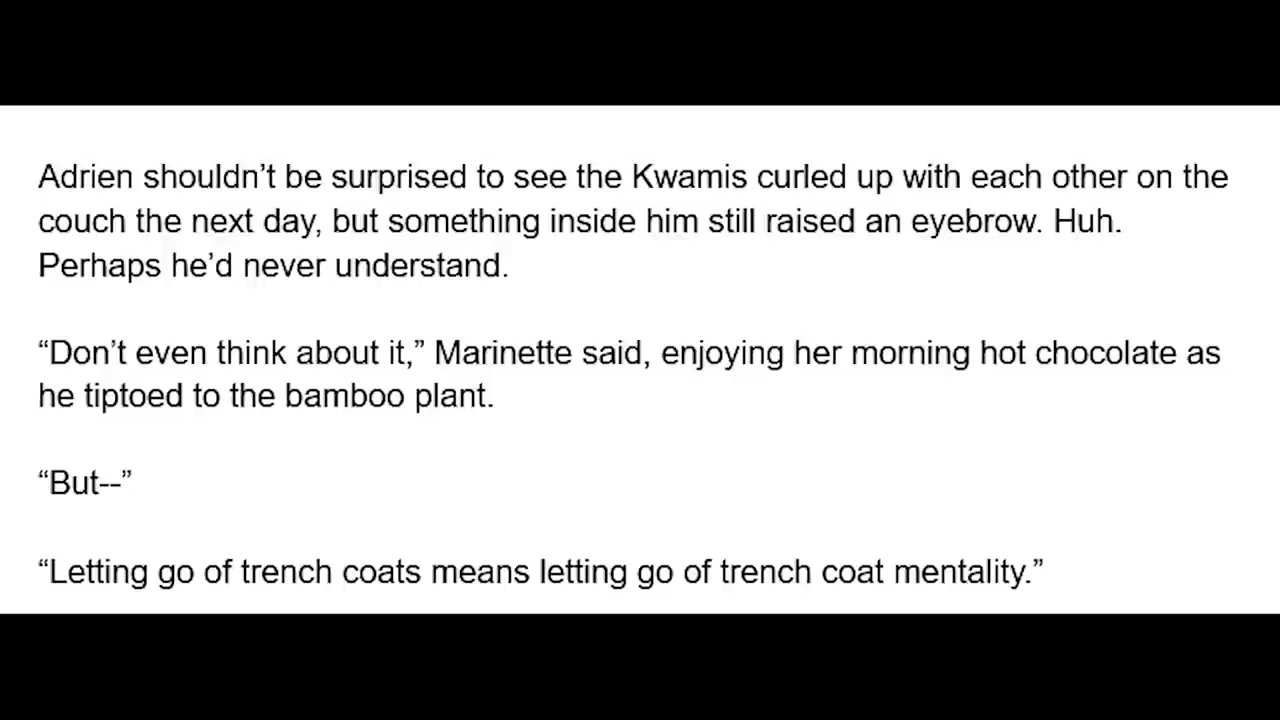 Adrien shouldn’t be surprised to see the Kwamis curled up with each other on the
couch the next day, but something inside him still raised an eyebrow. Huh.
Perhaps he’d never understand.
“Don’t even think about it,” Marinette said, enjoying her morning hot chocolate as
he tiptoed to the bamboo plant.
“But--”
“Letting go of trench coats means letting go of trench coat mentality.”